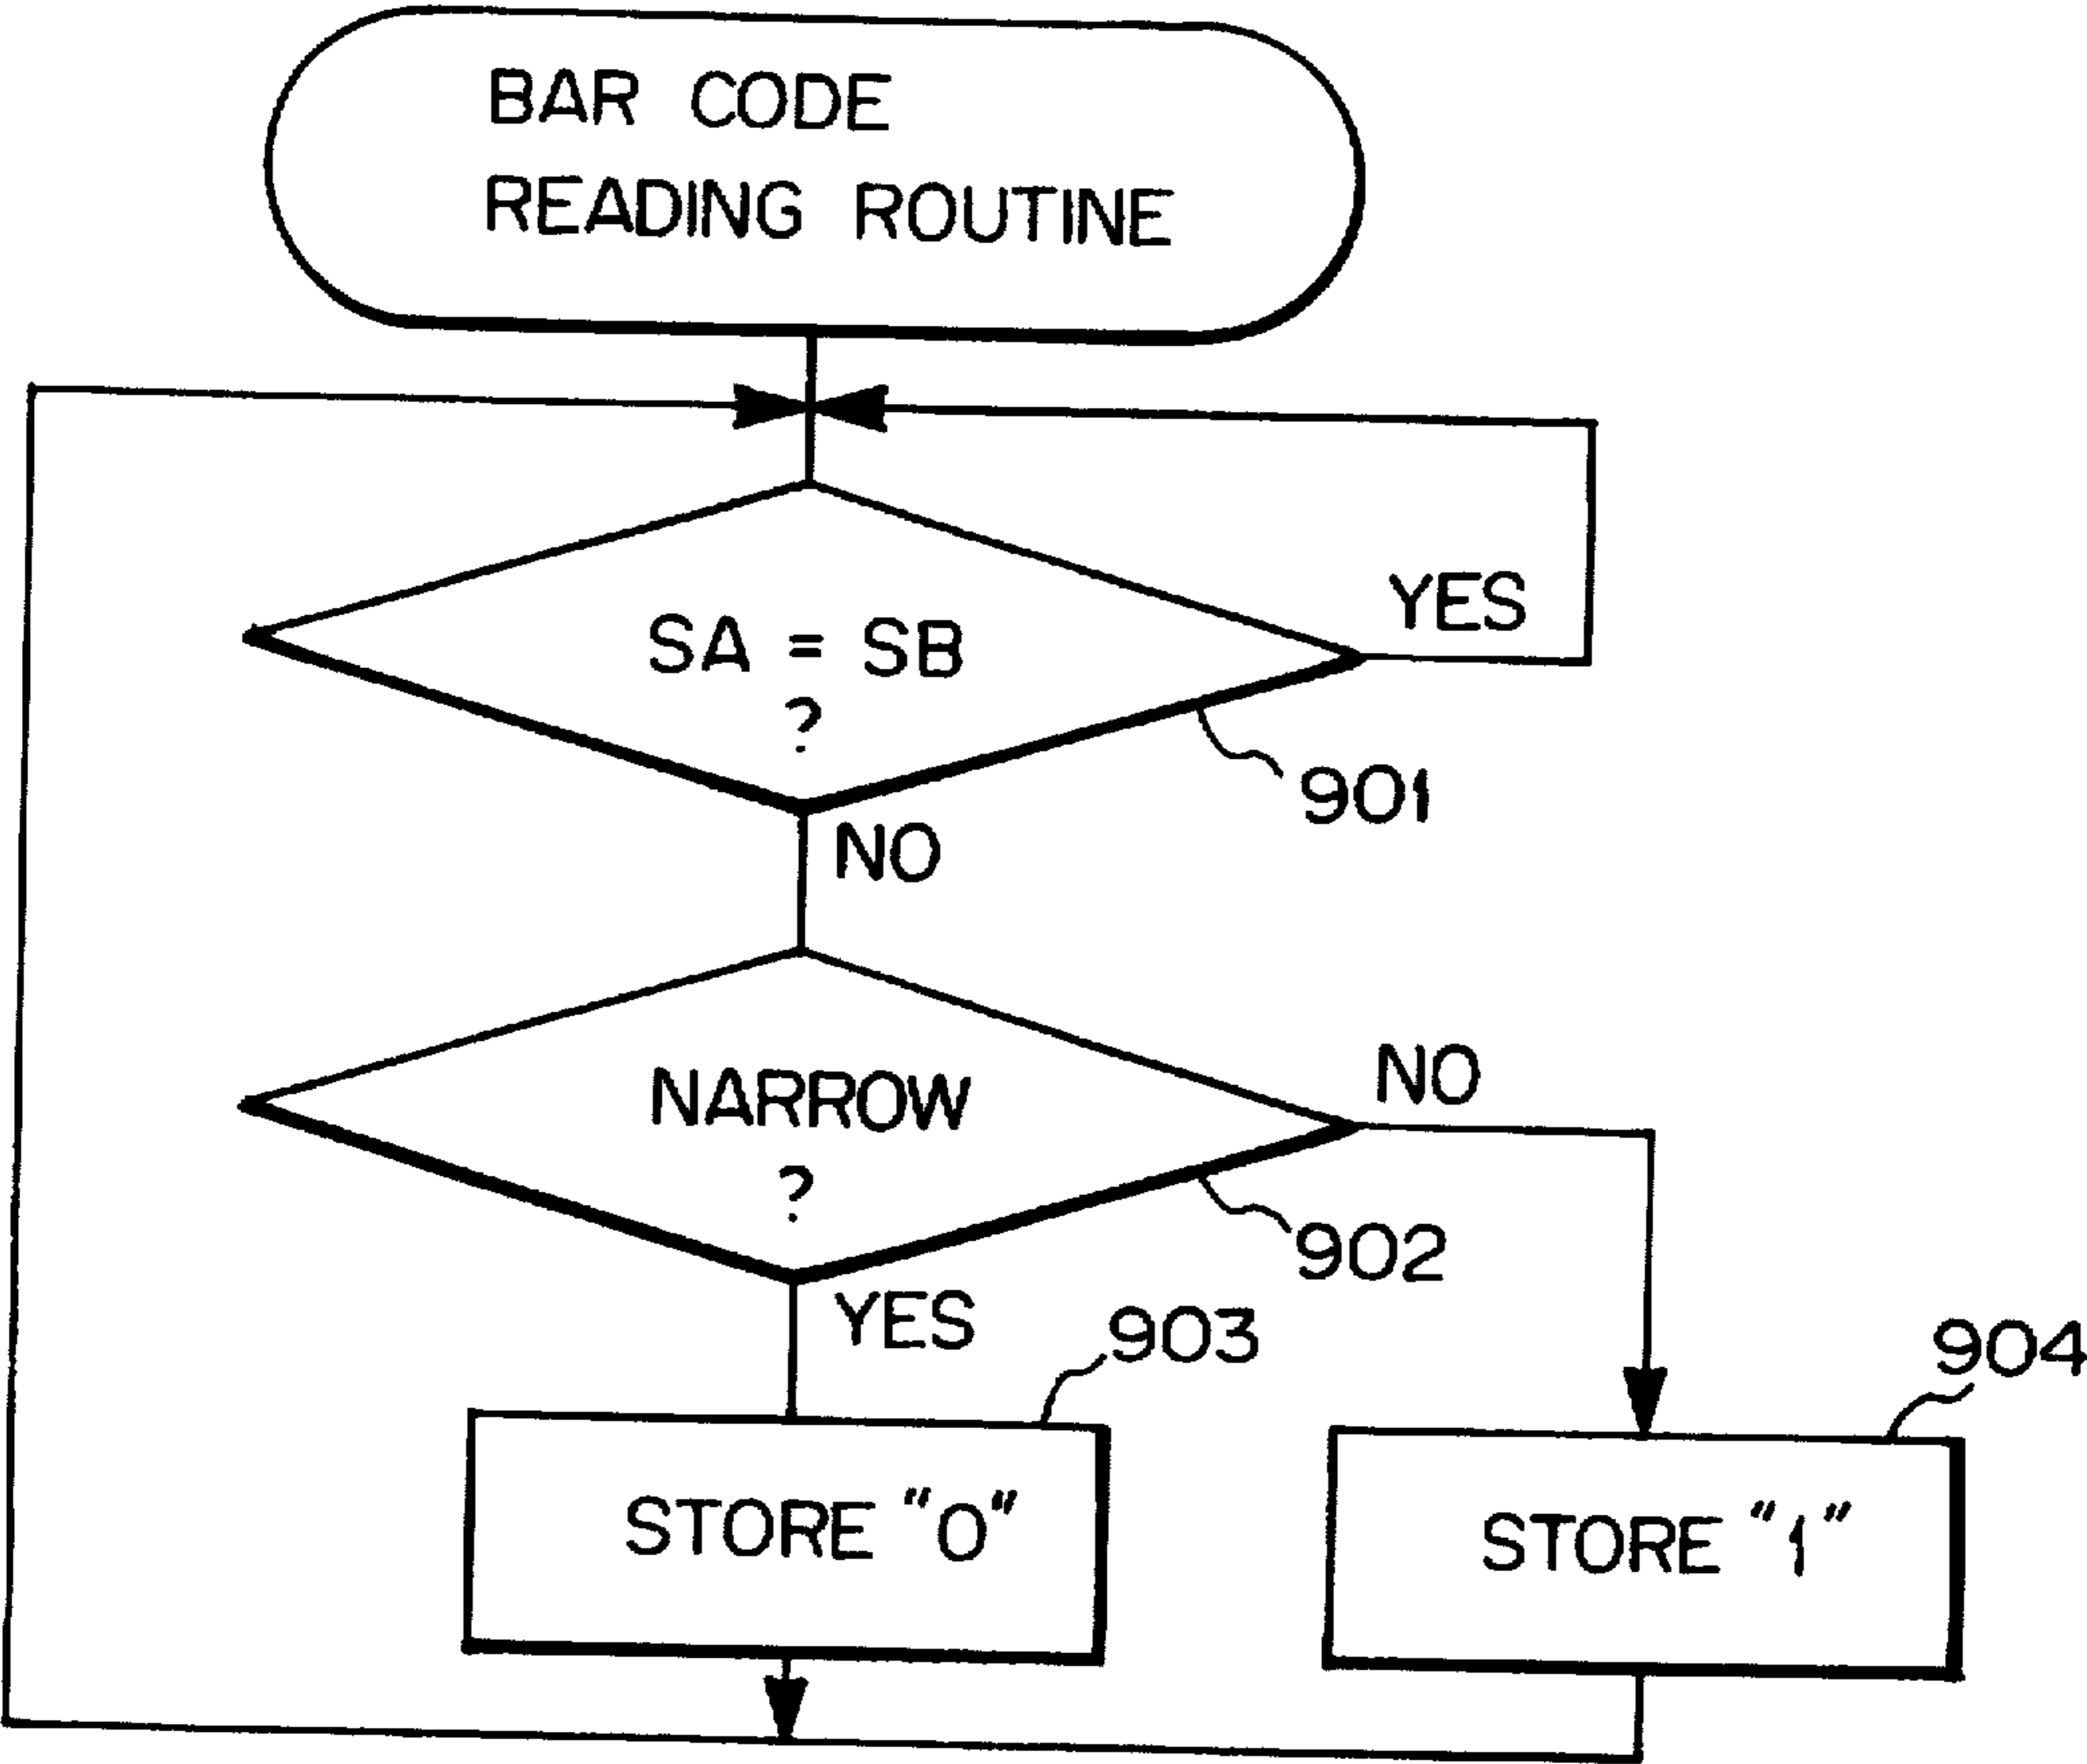 BAR CODE
READING ROUTINE
YES
SA = SB
?
901
NO
NO
NARROW
?
902
YES
903
904
STORE "0"
STORE "1"